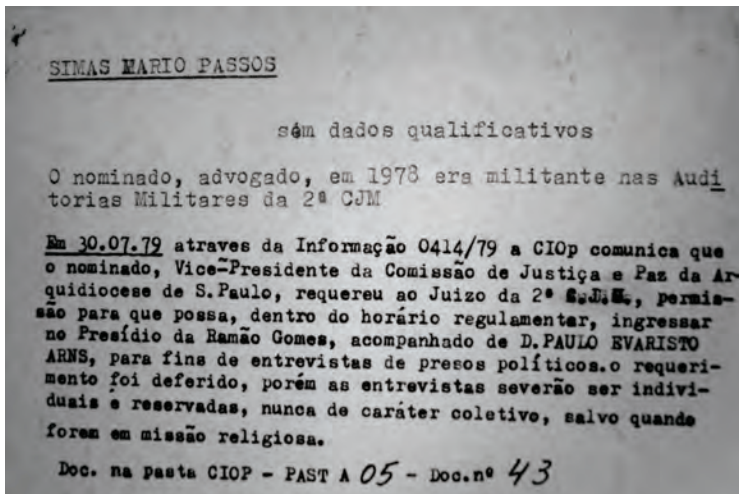 SIMAS MARIO PASSOS
sém dados qualificativos
O nominado, advogado, em 1978 era militante nas Audi
torias Militares da 2ª CJM
Em 30.07.79 atraves da Informação 0414/79 a CIOp comunica que
o nominado, Vice-Presidente da Comissão de Justiça e Paz da Ar-
quidiocese de S.Paulo, requereu ao Juizo da 2ª permis-
são para que possa, dentro do horário regulamentar, ingressar
no Presídio da Ramão Gomes, acompanhado de D.PAULO EVARISTO
ARNS, para fins de entrevistas de presos políticos.o requeri-
mento foi deferido, porém as entrevistas severão ser indivi-
duais e reservadas, nunca de caráter coletivo, salvo quando
forem em missão religiosa.
Doc. na pasta CIOP - PAST A 05 - Doc.nº 43